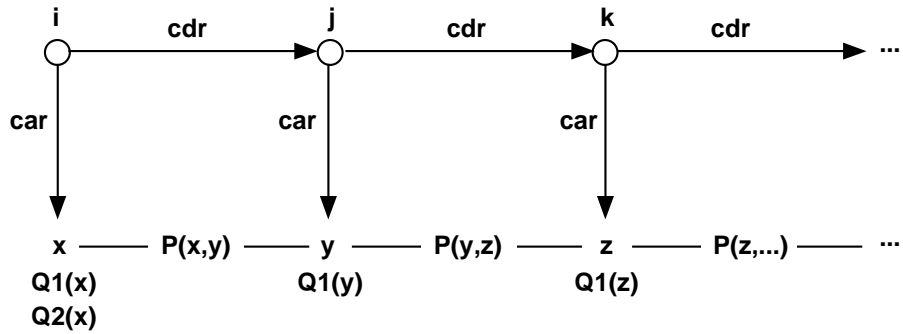 i j k
cdr cdr cdr
...
car car car
x P(x,y) y P(y,z) z P(z,...) ...
Q1(x) Q1(y) Q1(z)
Q2(x)